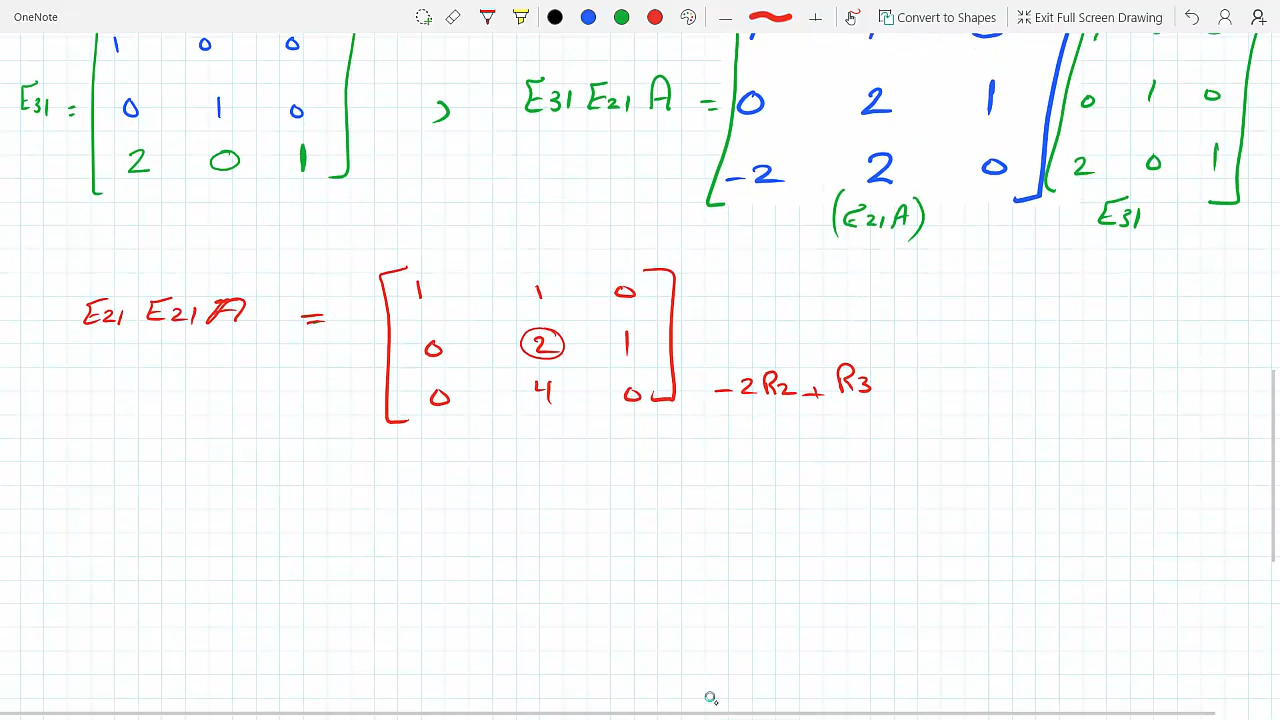 OneNote
Convert to Shapes
Exit Full Screen Drawing
1 0 0
E31 = 0 1 0 , E31 E21 A = 0 2 1 0 1 0
2 0 1 -2 2 0 2 0 1
(E21A) E31
1 1 0
E21 E21 A = 0 2 1
0 4 0 -2R2 + R3